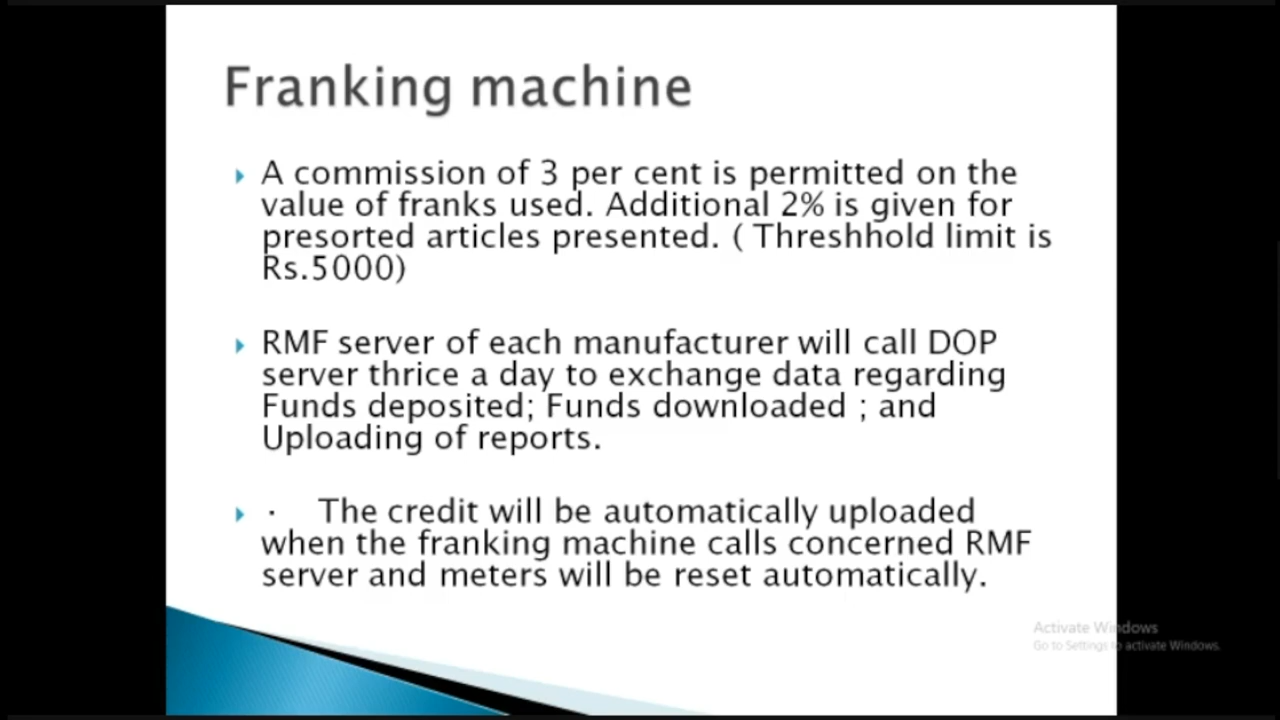 Franking machine
A commission of 3 per cent is permitted on the
value of franks used. Additional 2% is given for
presorted articles presented. ( Threshhold limit is
Rs.5000)
RMF server of each manufacturer will call DOP
server thrice a day to exchange data regarding
Funds deposited; Funds downloaded ; and
Uploading of reports.
· The credit will be automatically uploaded
when the franking machine calls concerned RMF
server and meters will be reset automatically.
Activate Windows
Go to Settings to activate Windows.